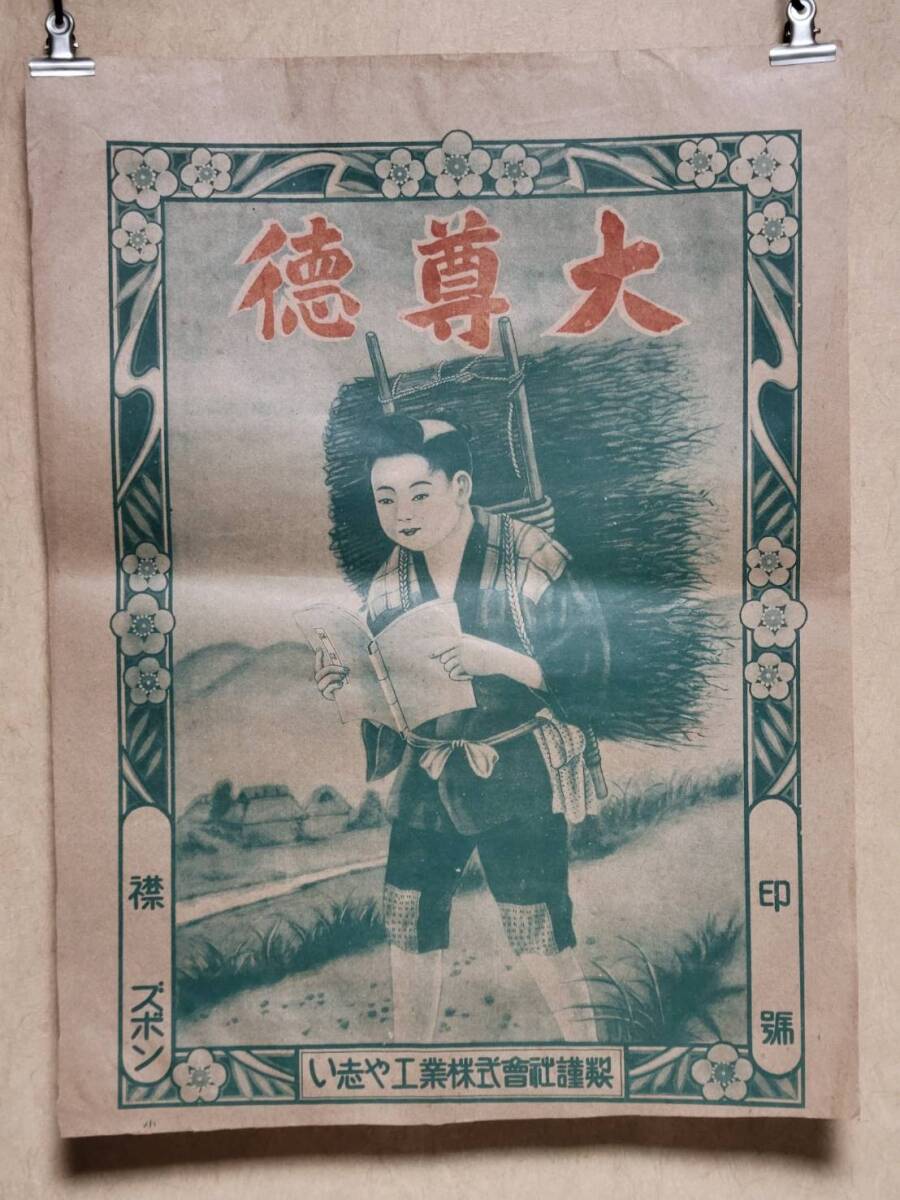 大尊徳
印號
襟ズボン
い志や工業株式會社謹製
小